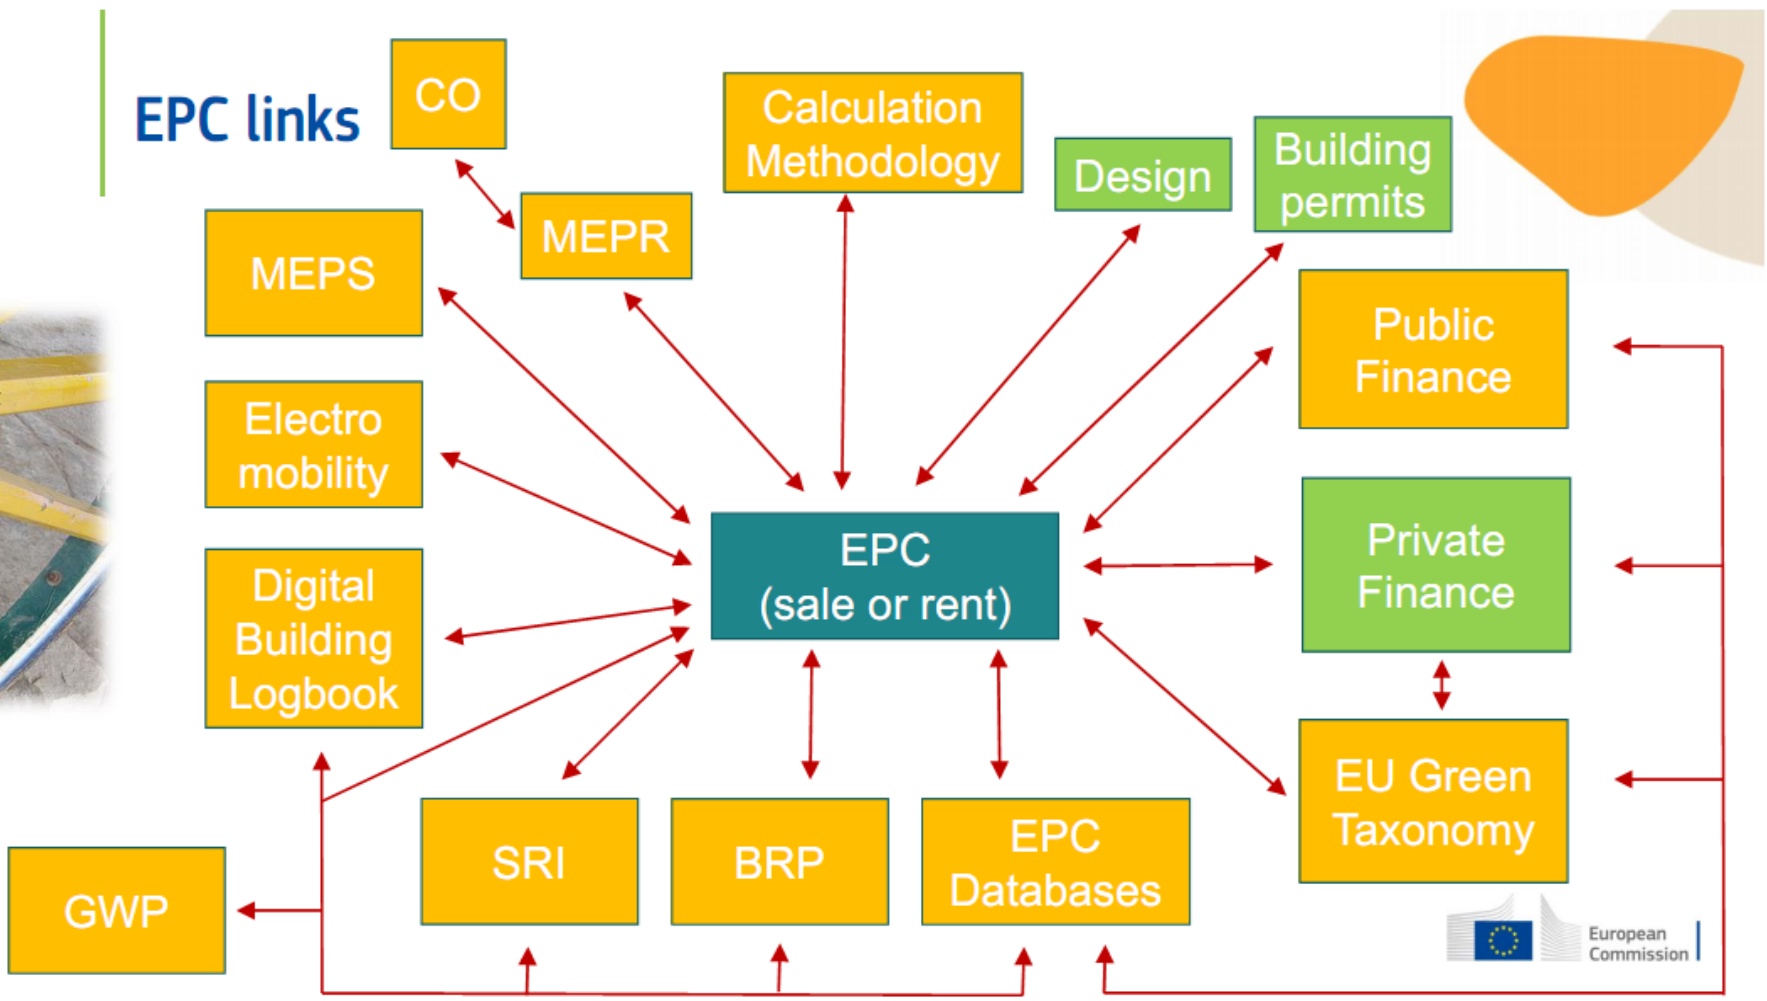 EPC links
CO
Calculation
Methodology
Design
Building
permits
MEPR
MEPS
Public
Finance
Electro
mobility
EPC
(sale or rent)
Private
Finance
Digital
Building
Logbook
EU Green
Taxonomy
SRI
BRP
EPC
Databases
GWP
European
Commission